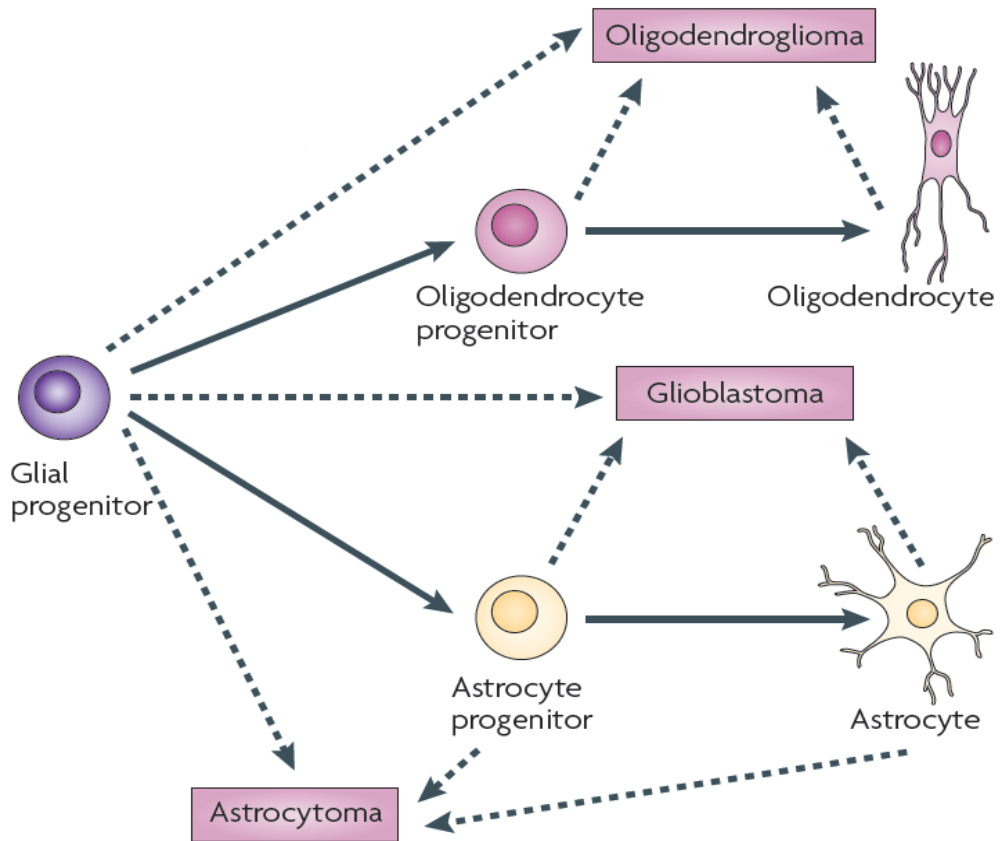 Oligodendroglioma
Oligodendrocyte
progenitor
Oligodendrocyte
Glioblastoma
Glial
progenitor
Astrocyte
progenitor
Astrocyte
Astrocytoma